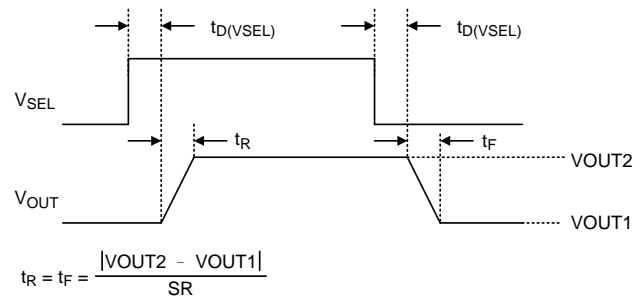 tD(VSEL) tD(VSEL)
VSEL
tR tF
VOUT2
VOUT
VOUT1
tR = tF = |VOUT2 - VOUT1|
SR